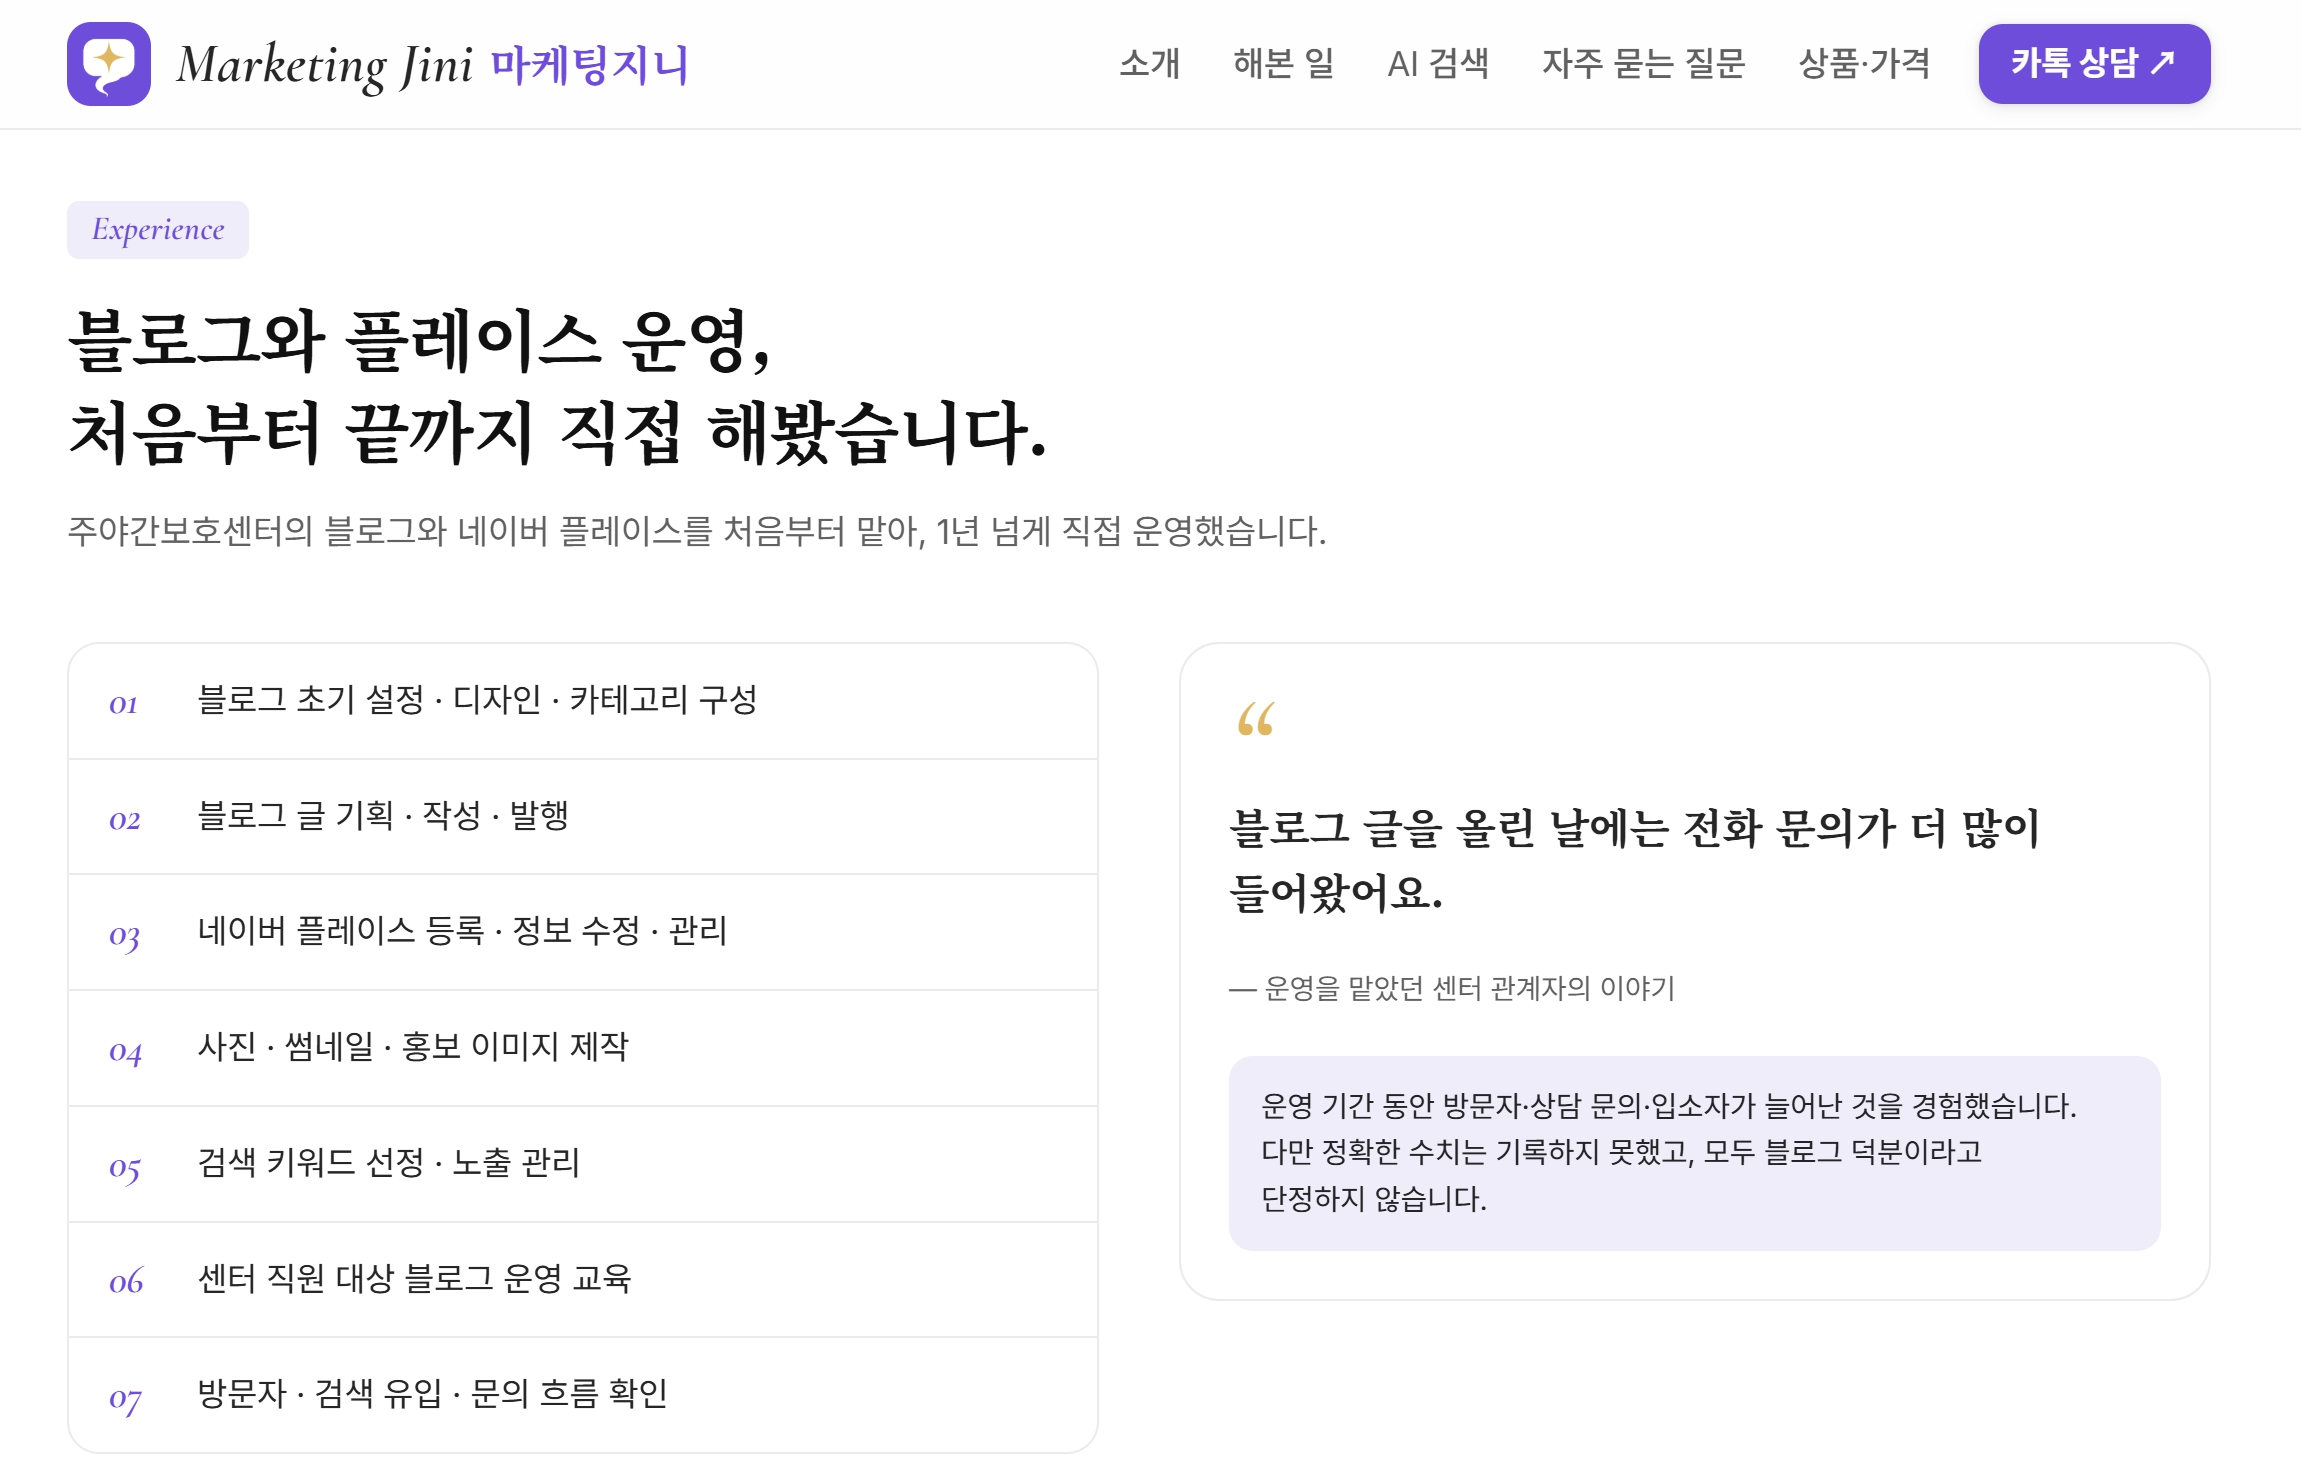 Marketing Jini 마케팅지니
소개 해본 일 AI 검색 자주 묻는 질문 상품·가격 카톡 상담 ↗
Experience
블로그와 플레이스 운영,
처음부터 끝까지 직접 해봤습니다.
주야간보호센터의 블로그와 네이버 플레이스를 처음부터 맡아, 1년 넘게 직접 운영했습니다.
01 블로그 초기 설정 · 디자인 · 카테고리 구성
02 블로그 글 기획 · 작성 · 발행
03 네이버 플레이스 등록 · 정보 수정 · 관리
04 사진 · 썸네일 · 홍보 이미지 제작
05 검색 키워드 선정 · 노출 관리
06 센터 직원 대상 블로그 운영 교육
07 방문자 · 검색 유입 · 문의 흐름 확인
“
블로그 글을 올린 날에는 전화 문의가 더 많이
들어왔어요.
— 운영을 맡았던 센터 관계자의 이야기
운영 기간 동안 방문자·상담 문의·입소자가 늘어난 것을 경험했습니다.
다만 정확한 수치는 기록하지 못했고, 모두 블로그 덕분이라고
단정하지 않습니다.